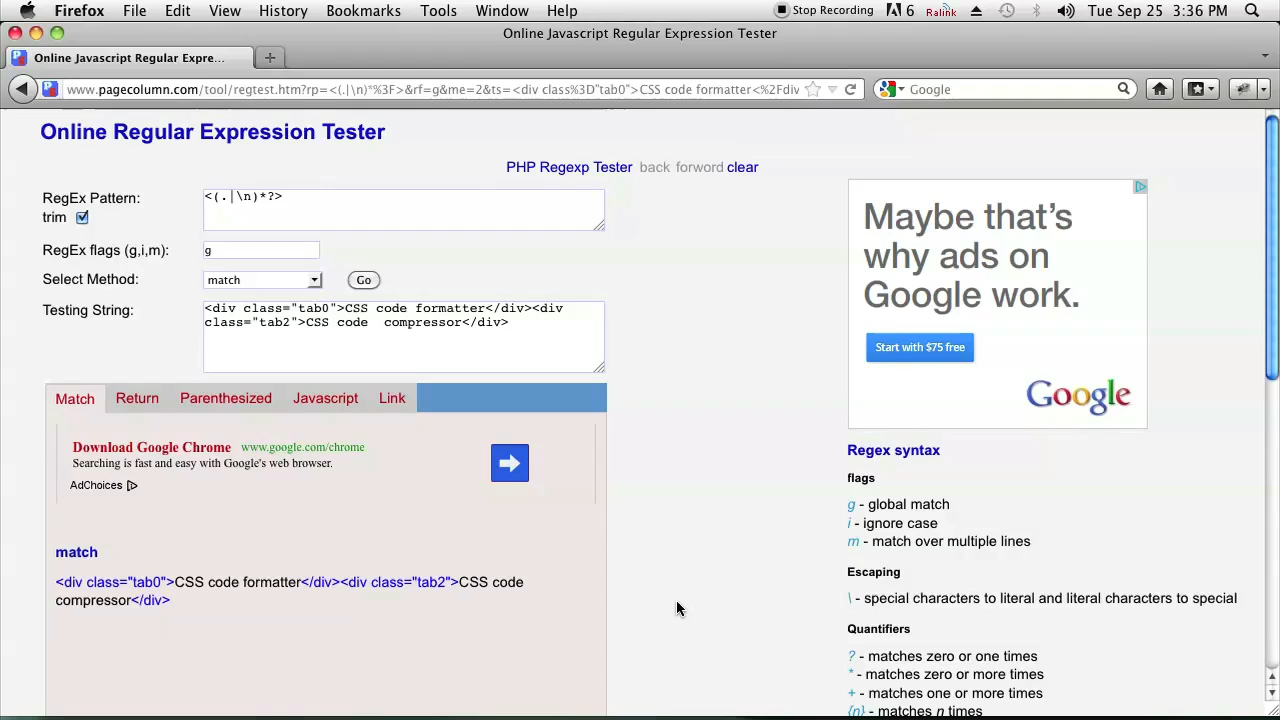 Firefox File Edit View History Bookmarks Tools Window Help Stop Recording 6 Ralink Tue Sep 25 3:36 PM
Online Javascript Regular Expression Tester
Online Javascript Regular Expre... +
www.pagecolumn.com/tool/regtest.htm?rp=<(.|\n)*%3F>&rf=g&me=2&ts=<div class%3D"tab0">CSS code formatter<%2Fdiv Google
Online Regular Expression Tester
PHP Regexp Tester back forward clear
RegEx Pattern: <(.|\n)*?>
trim
RegEx flags (g,i,m): g
Select Method: match Go
Testing String: <div class="tab0">CSS code formatter</div><div
class="tab2">CSS code  compressor</div>
Match Return Parenthesized Javascript Link
Download Google Chrome www.google.com/chrome
Searching is fast and easy with Google's web browser.
AdChoices
match
<div class="tab0">CSS code formatter</div><div class="tab2">CSS code
compressor</div>
Maybe that's
why ads on
Google work.
Start with $75 free
Google
Regex syntax
flags
g - global match
i - ignore case
m - match over multiple lines
Escaping
\ - special characters to literal and literal characters to special
Quantifiers
? - matches zero or one times
* - matches zero or more times
+ - matches one or more times
{n} - matches n times